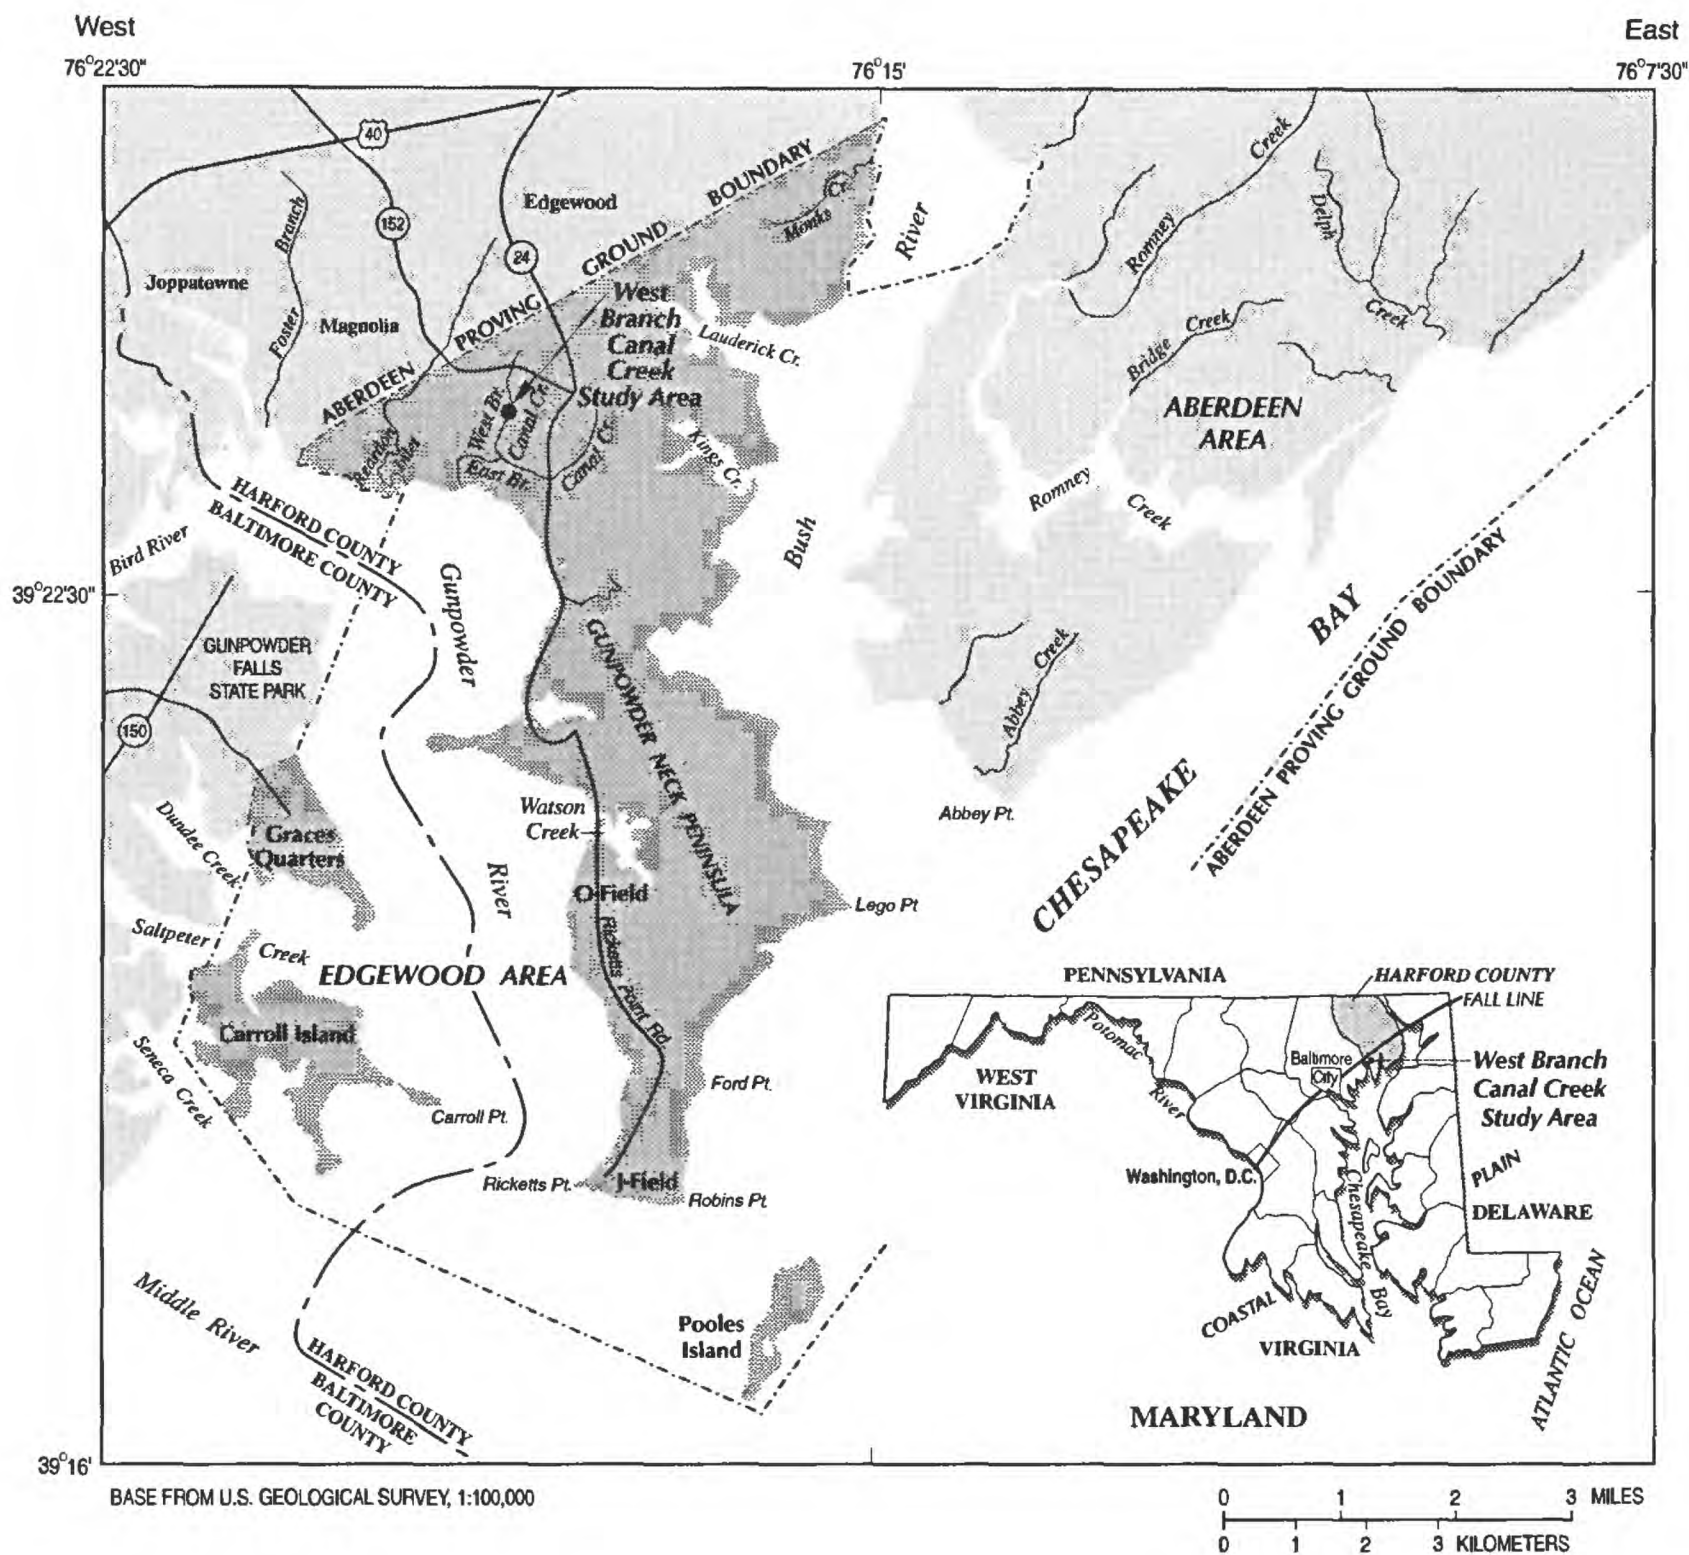 West
East
76°22'30"
76°15'
76°7'30"
40
152
24
Edgewood
ABERDEEN PROVING GROUND BOUNDARY
Monks Cr.
River
Romney Creek
Delph Creek
Foster Branch
Joppatowne
Magnolia
West
Branch
Canal
Creek
Study Area
Lauderick Cr.
Bridge Creek
ABERDEEN
AREA
West Br.
Canal Cr.
East Br.
Canal Cr.
Reardon
Inlet
Kings Cr.
Romney
Creek
HARFORD COUNTY
BALTIMORE COUNTY
Bird River
Bush
39°22'30"
Gunpowder
GUNPOWDER
FALLS
STATE PARK
GUNPOWDER NECK PENINSULA
Abbey Creek
BAY
ABERDEEN PROVING GROUND BOUNDARY
150
Watson
Creek
Abbey Pt.
CHESAPEAKE
Dundee Creek
Graces
Quarters
River
O-Field
Lego Pt
Saltpeter
Creek
EDGEWOOD AREA
Ricketts Point Rd.
Carroll Island
Seneca Creek
Carroll Pt.
Ford Pt.
Ricketts Pt.
J-Field
Robins Pt.
Middle River
Pooles
Island
HARFORD COUNTY
BALTIMORE
COUNTY
PENNSYLVANIA
HARFORD COUNTY
FALL LINE
Potomac
River
WEST
VIRGINIA
Baltimore
City
West Branch
Canal Creek
Study Area
Washington, D.C.
PLAIN
DELAWARE
Chesapeake
Bay
COASTAL
VIRGINIA
ATLANTIC OCEAN
MARYLAND
39°16'
BASE FROM U.S. GEOLOGICAL SURVEY, 1:100,000
0 1 2 3 MILES
0 1 2 3 KILOMETERS